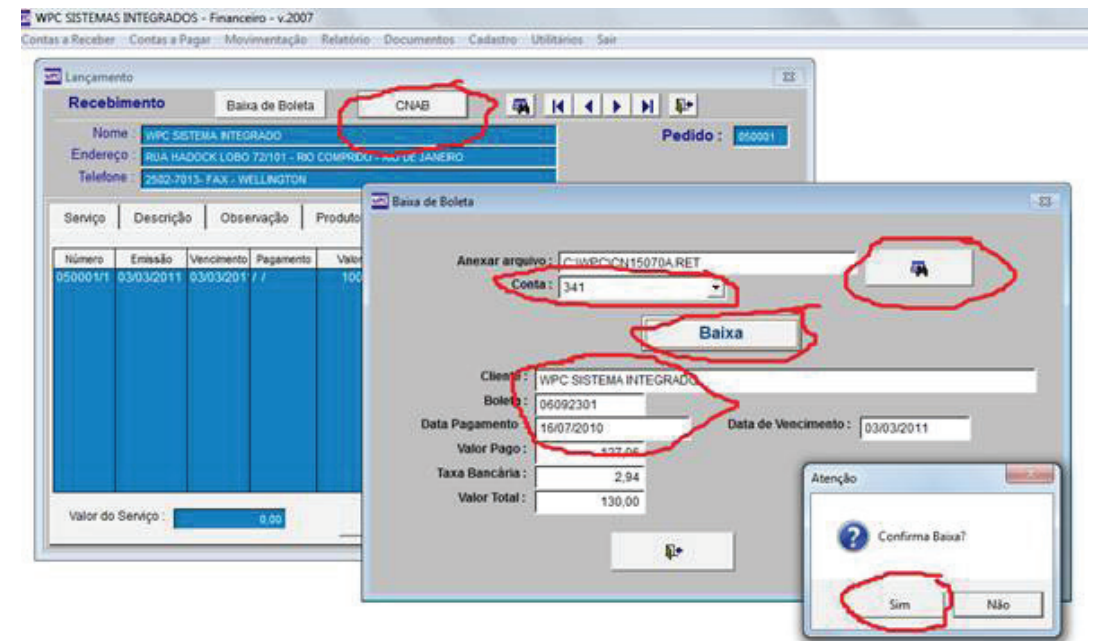 WPC SISTEMAS INTEGRADOS - Financeiro - v.2007
Contas a Receber Contas a Pagar Movimentação Relatório Documentos Cadastro Utilitários Sair
Lançamento
Recebimento Baixa de Boleta CNAB
Nome : WPC SISTEMA INTEGRADO Pedido : 050001
Endereço : RUA HADOCK LOBO 72/101 - RIO COMPRIDO - RIO DE JANEIRO
Telefone : 2502-7013- FAX - WELLINGTON
Serviço Descrição Observação Produto
Número Emissão Vencimento Pagamento Valor
050001/1 03/03/2011 03/03/201 / / 100
Valor do Serviço : 0,00
Baixa de Boleta
Anexar arquivo : C:\WPC\CN15070A.RET
Conta : 341
Baixa
Cliente : WPC SISTEMA INTEGRADO
Boleta : 06092301
Data Pagamento : 16/07/2010 Data de Vencimento : 03/03/2011
Valor Pago : 127,06
Taxa Bancária : 2,94
Valor Total : 130,00
Atenção
Confirma Baixa?
Sim Não